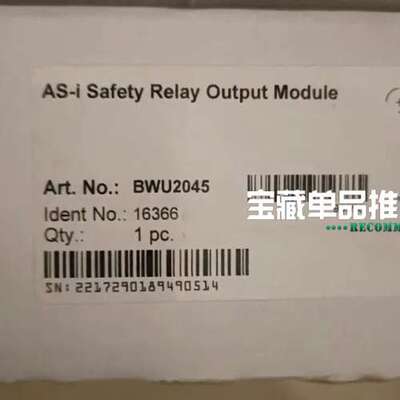 AS-i Safety Relay Output Module
Art. No.: BWU2045
Ident No.: 16366
Qty.: 1 pc.
SN: 2217290189490514
宝藏单品推
RECOMM